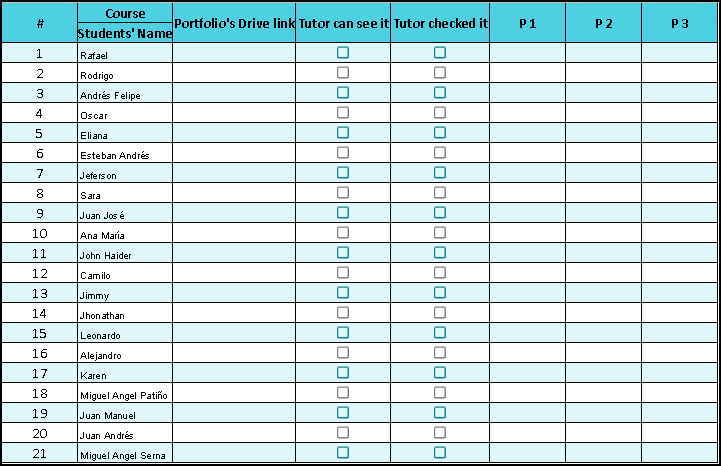 # Course Portfolio's Drive link Tutor can see it Tutor checked it P 1 P 2 P 3
Students' Name
1 Rafael
2 Rodrigo
3 Andrés Felipe
4 Oscar
5 Eliana
6 Esteban Andrés
7 Jeferson
8 Sara
9 Juan José
10 Ana María
11 John Haider
12 Camilo
13 Jimmy
14 Jhonathan
15 Leonardo
16 Alejandro
17 Karen
18 Miguel Angel Patiño
19 Juan Manuel
20 Juan Andrés
21 Miguel Angel Serna